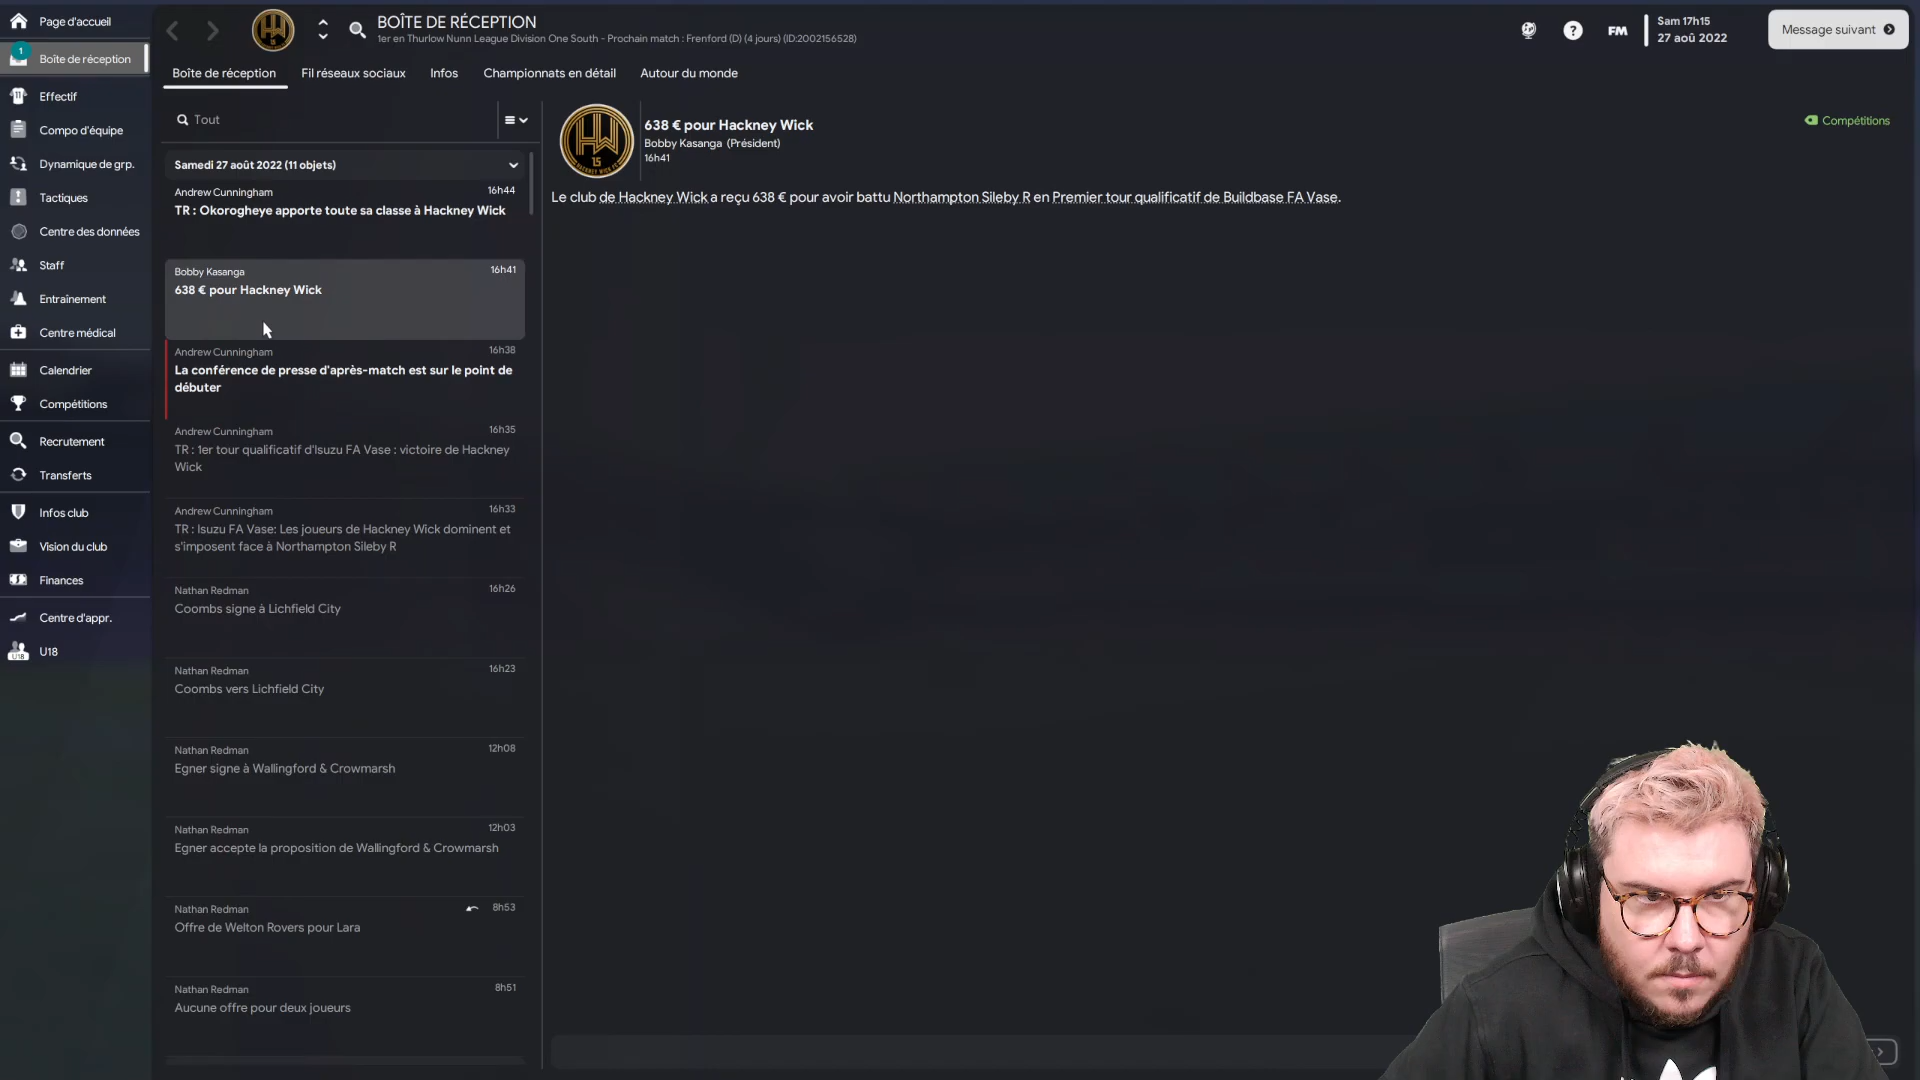 Page d'accueil
1
Boîte de réception
Effectif
Compo d'équipe
Dynamique de grp.
Tactiques
Centre des données
Staff
Entraînement
Centre médical
Calendrier
Compétitions
Recrutement
Transferts
Infos club
Vision du club
Finances
Centre d'appr.
U18
BOÎTE DE RÉCEPTION
1er en Thurlow Nunn League Division One South - Prochain match : Frenford (D) (4 jours) (ID:2002156528)
FM
Sam 17h15
27 aoû 2022
Message suivant
Boîte de réception
Fil réseaux sociaux
Infos
Championnats en détail
Autour du monde
Tout
Samedi 27 août 2022 (11 objets)
Andrew Cunningham 16h44
TR : Okorogheye apporte toute sa classe à Hackney Wick
Bobby Kasanga 16h41
638 € pour Hackney Wick
Andrew Cunningham 16h38
La conférence de presse d'après-match est sur le point de
débuter
Andrew Cunningham 16h35
TR : 1er tour qualificatif d'Isuzu FA Vase : victoire de Hackney
Wick
Andrew Cunningham 16h33
TR : Isuzu FA Vase: Les joueurs de Hackney Wick dominent et
s'imposent face à Northampton Sileby R
Nathan Redman 16h26
Coombs signe à Lichfield City
Nathan Redman 16h23
Coombs vers Lichfield City
Nathan Redman 12h08
Egner signe à Wallingford & Crowmarsh
Nathan Redman 12h03
Egner accepte la proposition de Wallingford & Crowmarsh
Nathan Redman 8h53
Offre de Welton Rovers pour Lara
Nathan Redman 8h51
Aucune offre pour deux joueurs
HW
15
638 € pour Hackney Wick
Bobby Kasanga (Président)
16h41
Compétitions
Le club de Hackney Wick a reçu 638 € pour avoir battu Northampton Sileby R en Premier tour qualificatif de Buildbase FA Vase.